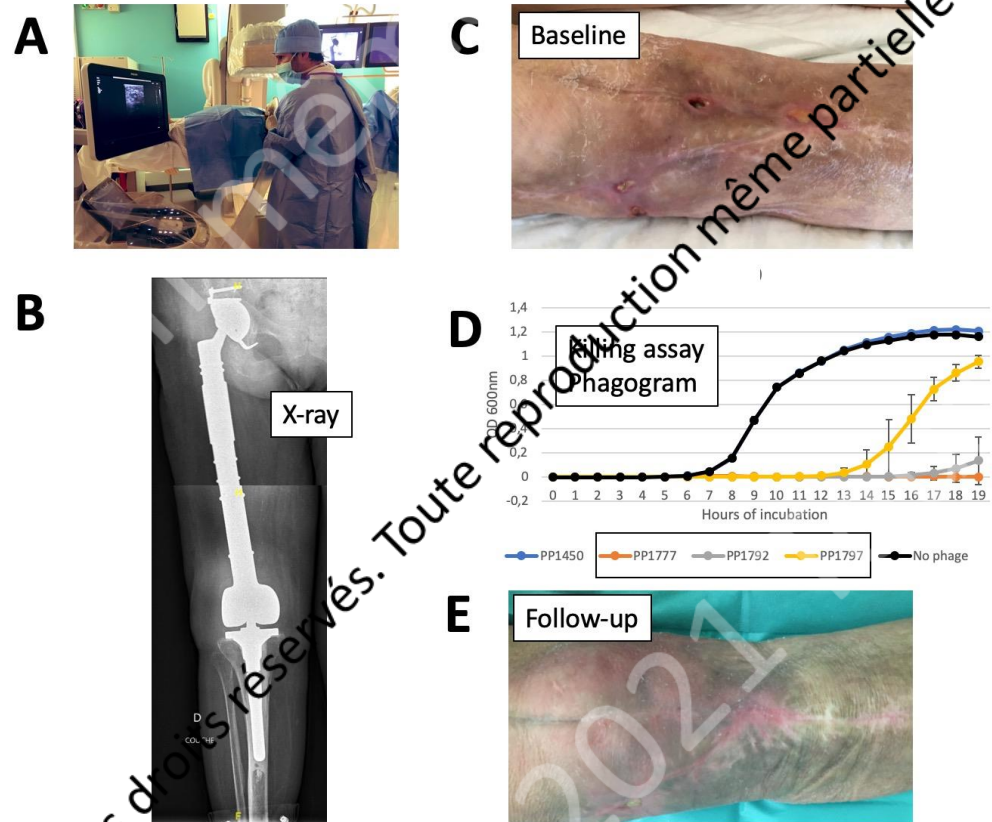 A
B
X-ray
D
COUCHE
C
Baseline
D
Killing assay
Phagogram
OD 600nm
1,4
1,2
1
0,8
0,6
0,4
0,2
0
-0,2
0 1 2 3 4 5 6 7 8 9 10 11 12 13 14 15 16 17 18 19
Hours of incubation
PP1450 PP1777 PP1792 PP1797 No phage
E
Follow-up
s droits réservés. Toute reproduction même partielle
2021